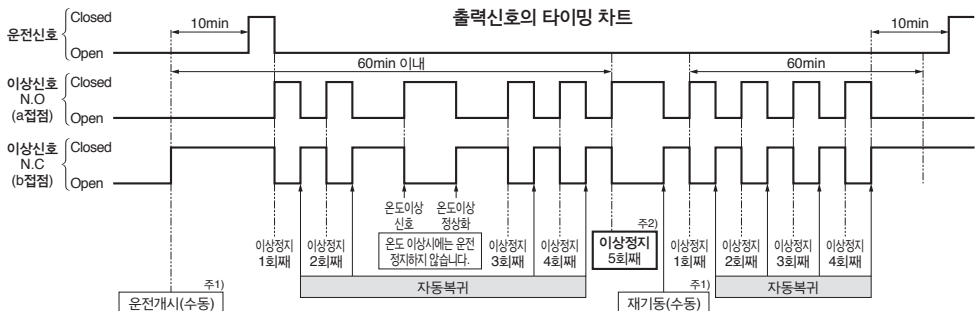 출력신호의 타이밍 차트
운전신호
Closed
Open
10min
10min
60min 이내
60min
이상신호
N.O
(a접점)
Closed
Open
이상신호
N.C
(b접점)
Closed
Open
온도이상
신호
온도이상
정상화
온도 이상시에는 운전
정지하지 않습니다.
이상정지
1회째
이상정지
2회째
이상정지
3회째
이상정지
4회째
주2)
이상정지
5회째
이상정지
1회째
이상정지
2회째
이상정지
3회째
이상정지
4회째
주1)
운전개시(수동)
자동복귀
주1)
재기동(수동)
자동복귀